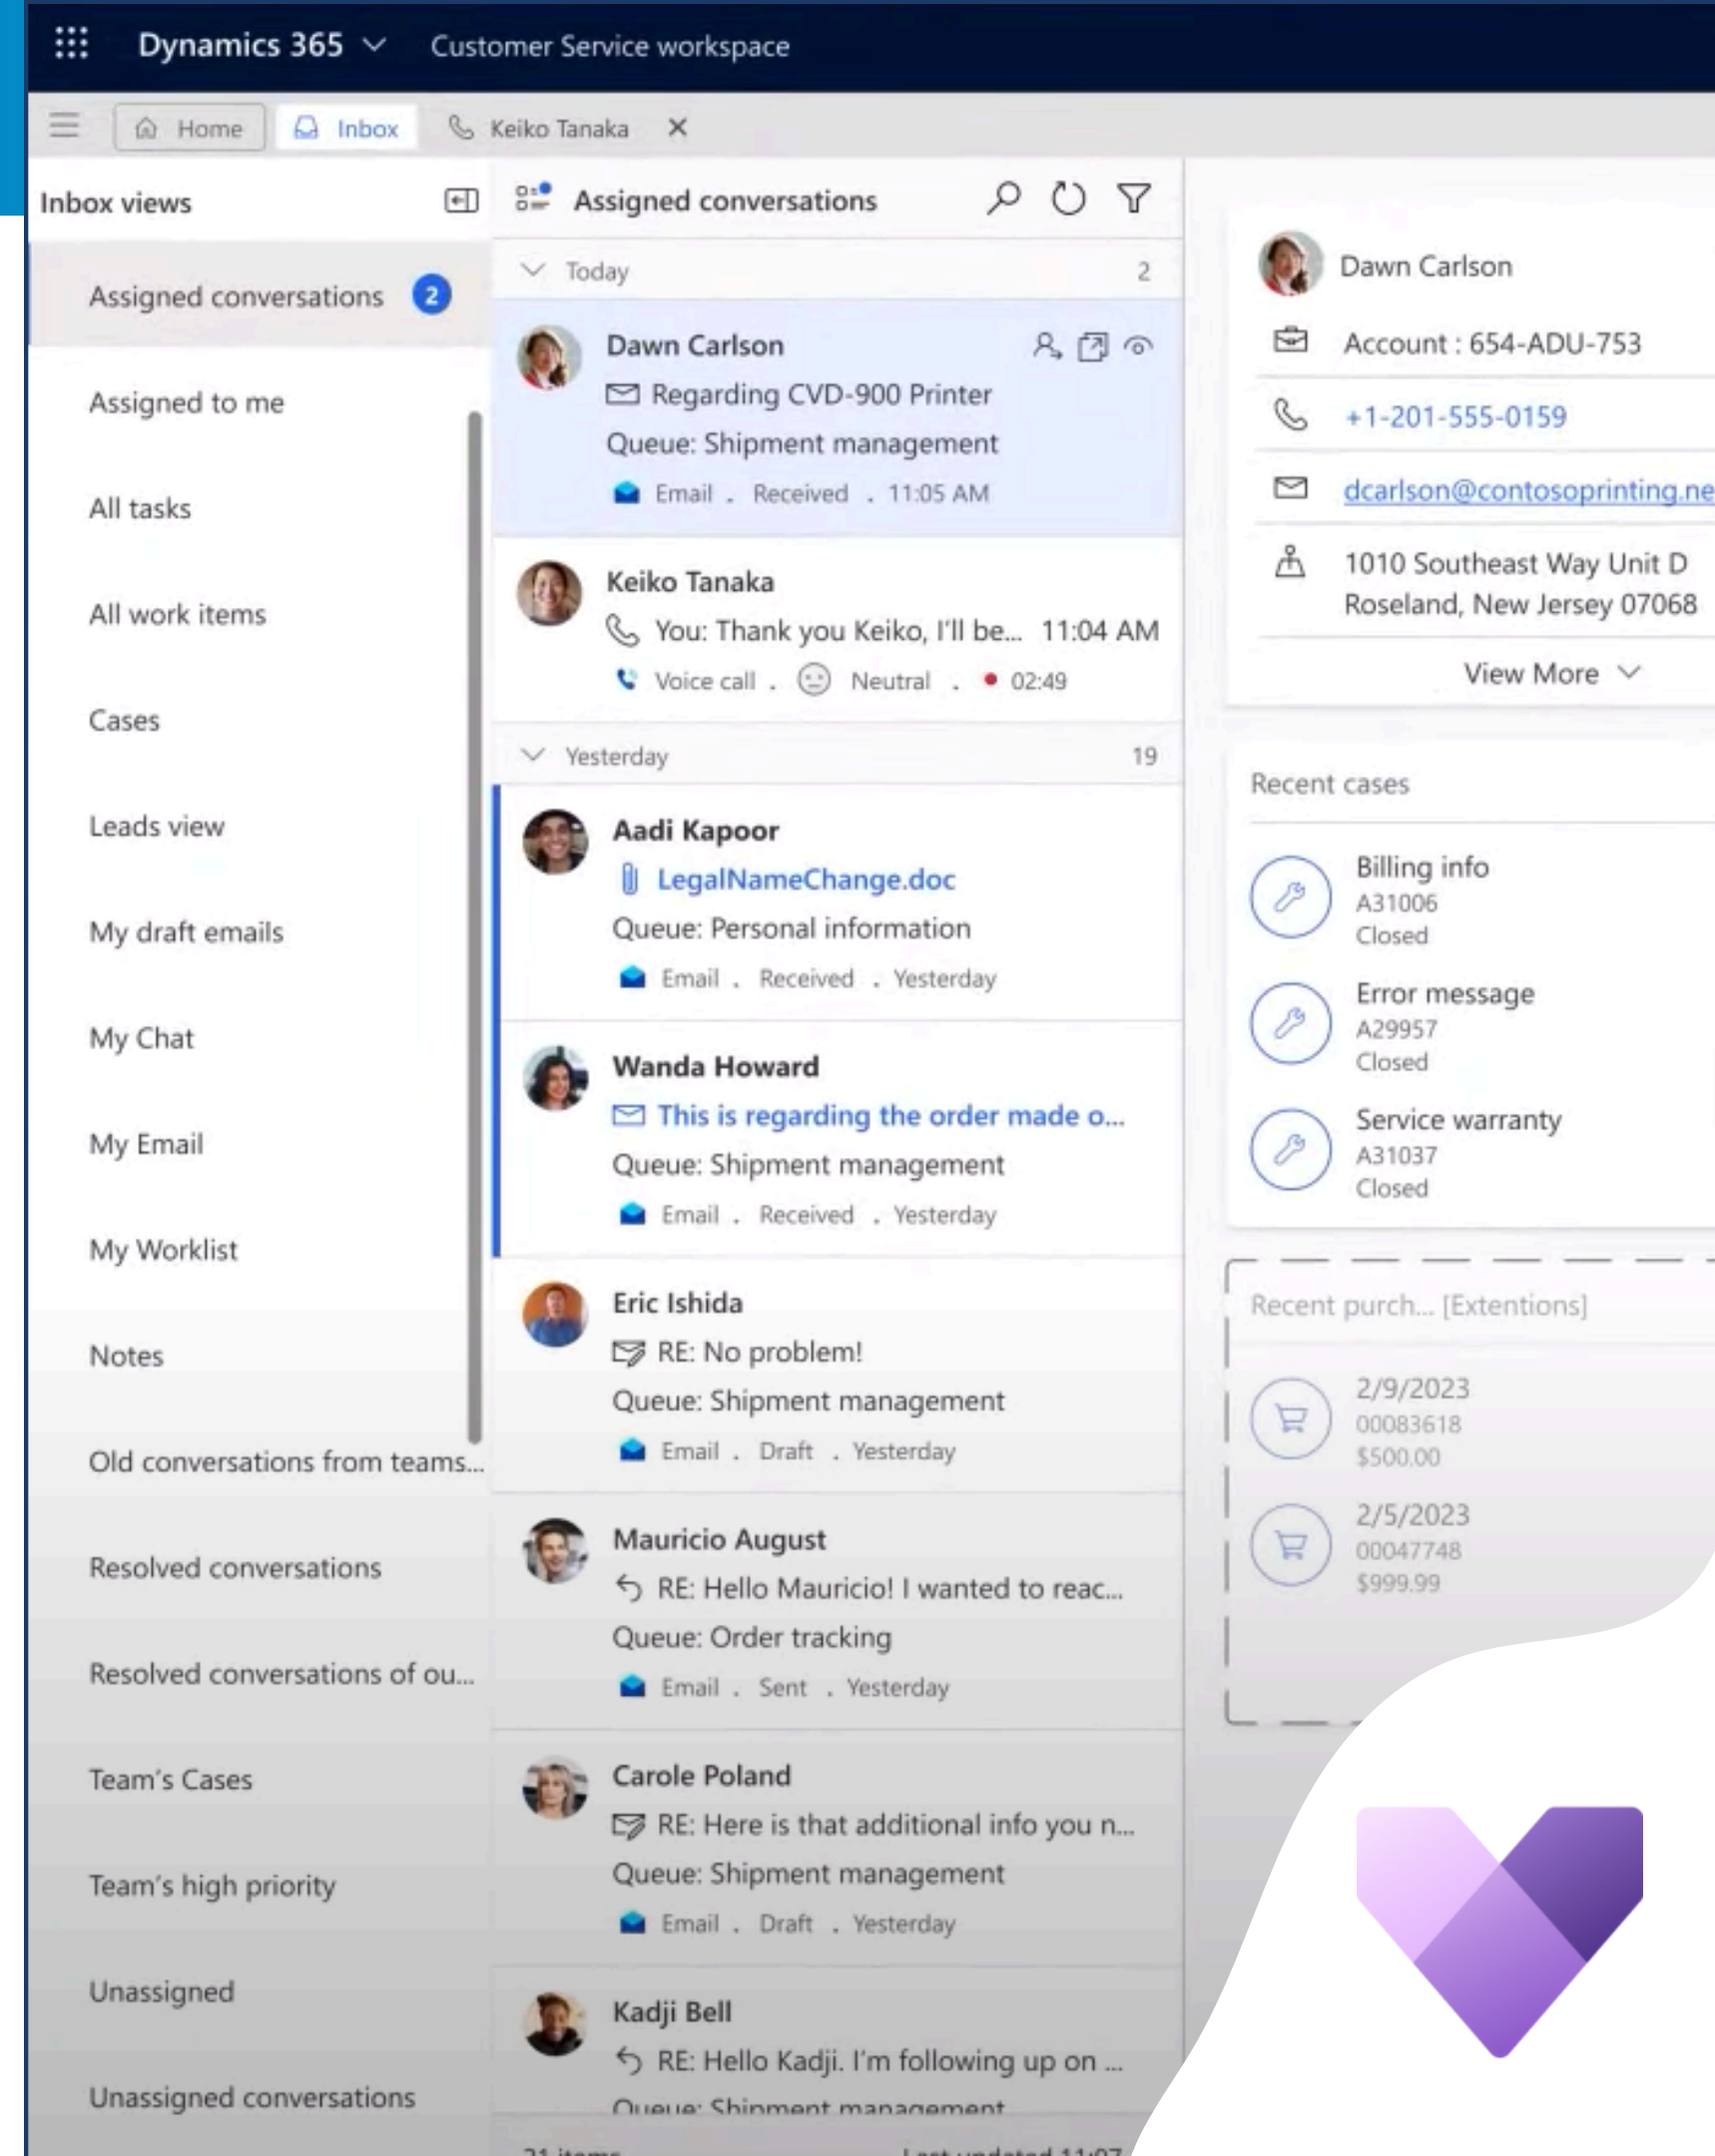 Dynamics 365
Customer Service workspace
Home
Inbox
Keiko Tanaka
Inbox views
Assigned conversations 2
Assigned to me
All tasks
All work items
Cases
Leads view
My draft emails
My Chat
My Email
My Worklist
Notes
Old conversations from teams...
Resolved conversations
Resolved conversations of ou...
Team's Cases
Team's high priority
Unassigned
Unassigned conversations
Assigned conversations
Today 2
Dawn Carlson
Regarding CVD-900 Printer
Queue: Shipment management
Email . Received . 11:05 AM
Keiko Tanaka
You: Thank you Keiko, I'll be... 11:04 AM
Voice call . Neutral . 02:49
Yesterday 19
Aadi Kapoor
LegalNameChange.doc
Queue: Personal information
Email . Received . Yesterday
Wanda Howard
This is regarding the order made o...
Queue: Shipment management
Email . Received . Yesterday
Eric Ishida
RE: No problem!
Queue: Shipment management
Email . Draft . Yesterday
Mauricio August
RE: Hello Mauricio! I wanted to reac...
Queue: Order tracking
Email . Sent . Yesterday
Carole Poland
RE: Here is that additional info you n...
Queue: Shipment management
Email . Draft . Yesterday
Kadji Bell
RE: Hello Kadji. I'm following up on ...
Queue: Shipment management
21 items
Last updated 11:07
Dawn Carlson
Account : 654-ADU-753
+1-201-555-0159
dcarlson@contosoprinting.ne
1010 Southeast Way Unit D
Roseland, New Jersey 07068
View More
Recent cases
Billing info
A31006
Closed
Error message
A29957
Closed
Service warranty
A31037
Closed
Recent purch... [Extentions]
2/9/2023
00083618
$500.00
2/5/2023
00047748
$999.99